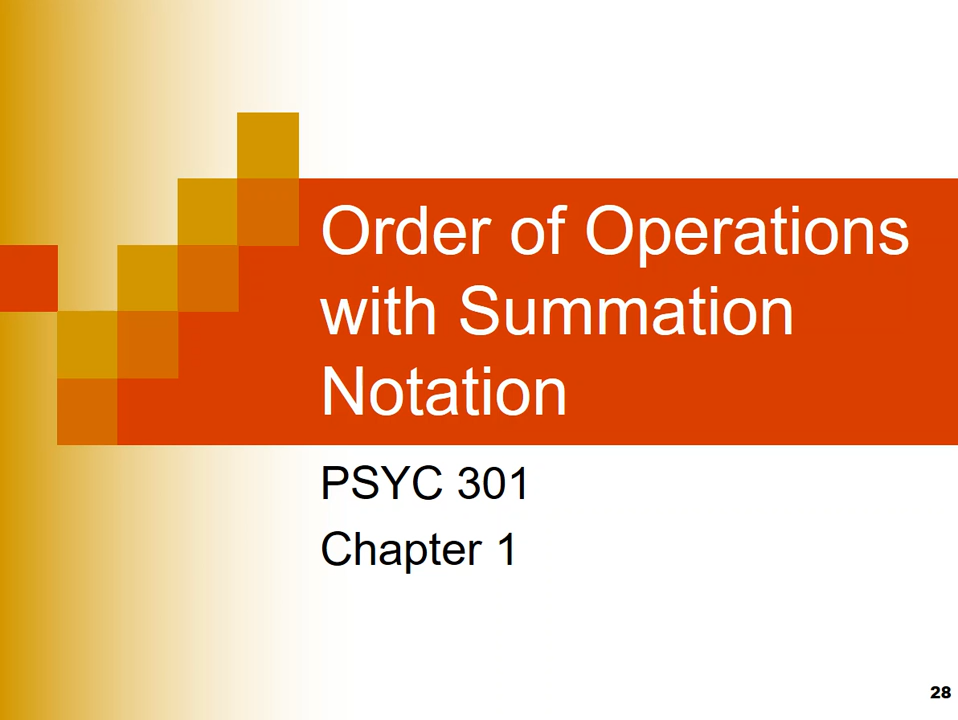 Order of Operations
with Summation
Notation
PSYC 301
Chapter 1
28